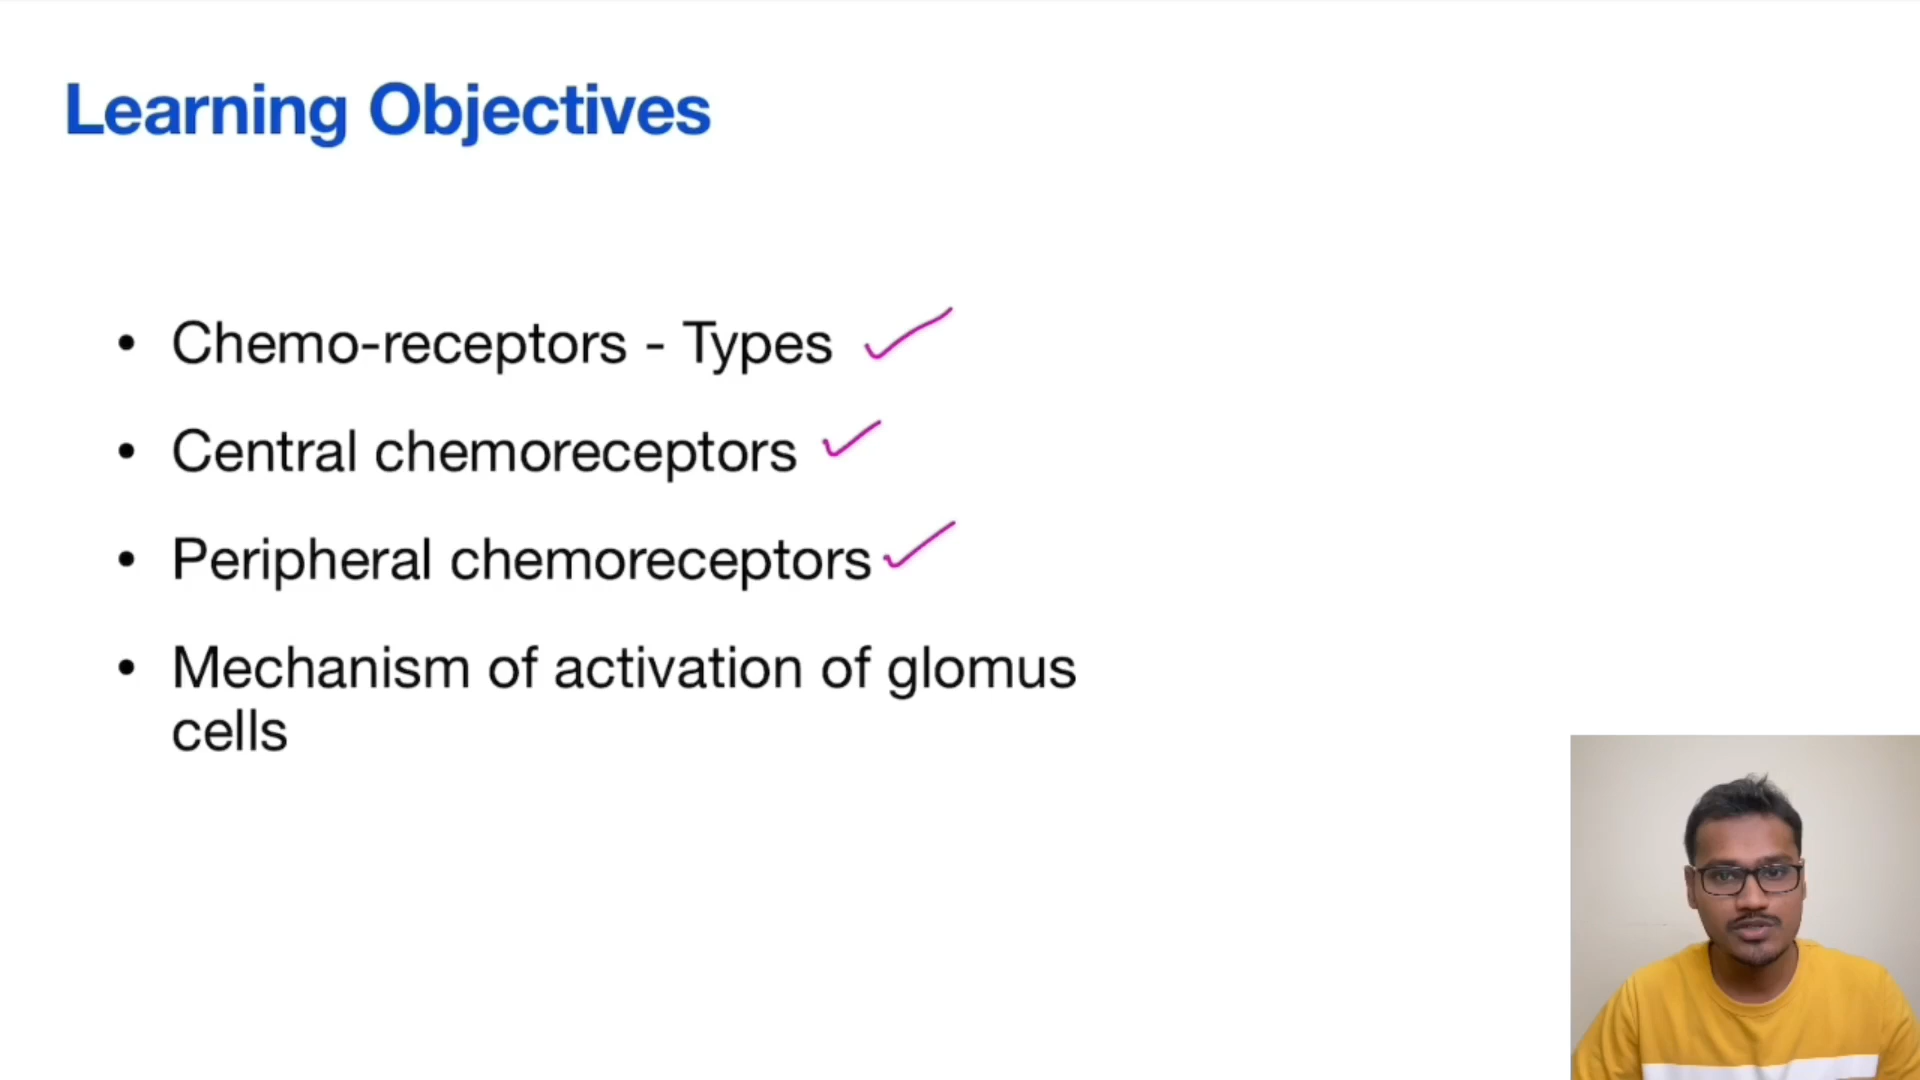 Learning Objectives
• Chemo-receptors - Types
• Central chemoreceptors
• Peripheral chemoreceptors
• Mechanism of activation of glomus
cells